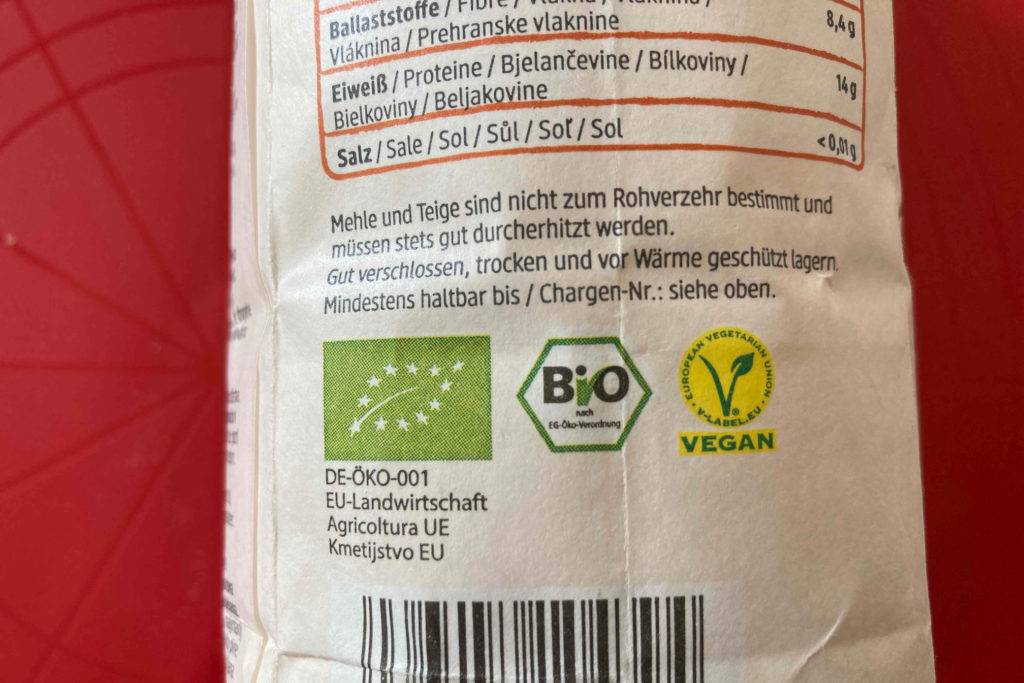 Ballaststoffe / Fibre /
Vláknina / Prehranske vlaknine
8,4 g
Eiweiß / Proteine / Bjelančevine / Bílkoviny /
Bielkoviny / Beljakovine
14 g
Salz / Sale / Sol / Sůl / Soľ / Sol
< 0,01 g
Mehle und Teige sind nicht zum Rohverzehr bestimmt und
müssen stets gut durcherhitzt werden.
Gut verschlossen, trocken und vor Wärme geschützt lagern.
Mindestens haltbar bis / Chargen-Nr.: siehe oben.
BiO
nach
EG-Öko-Verordnung
EUROPEAN VEGETARIAN UNION
V-LABEL.EU
VEGAN
DE-ÖKO-001
EU-Landwirtschaft
Agricoltura UE
Kmetijstvo EU